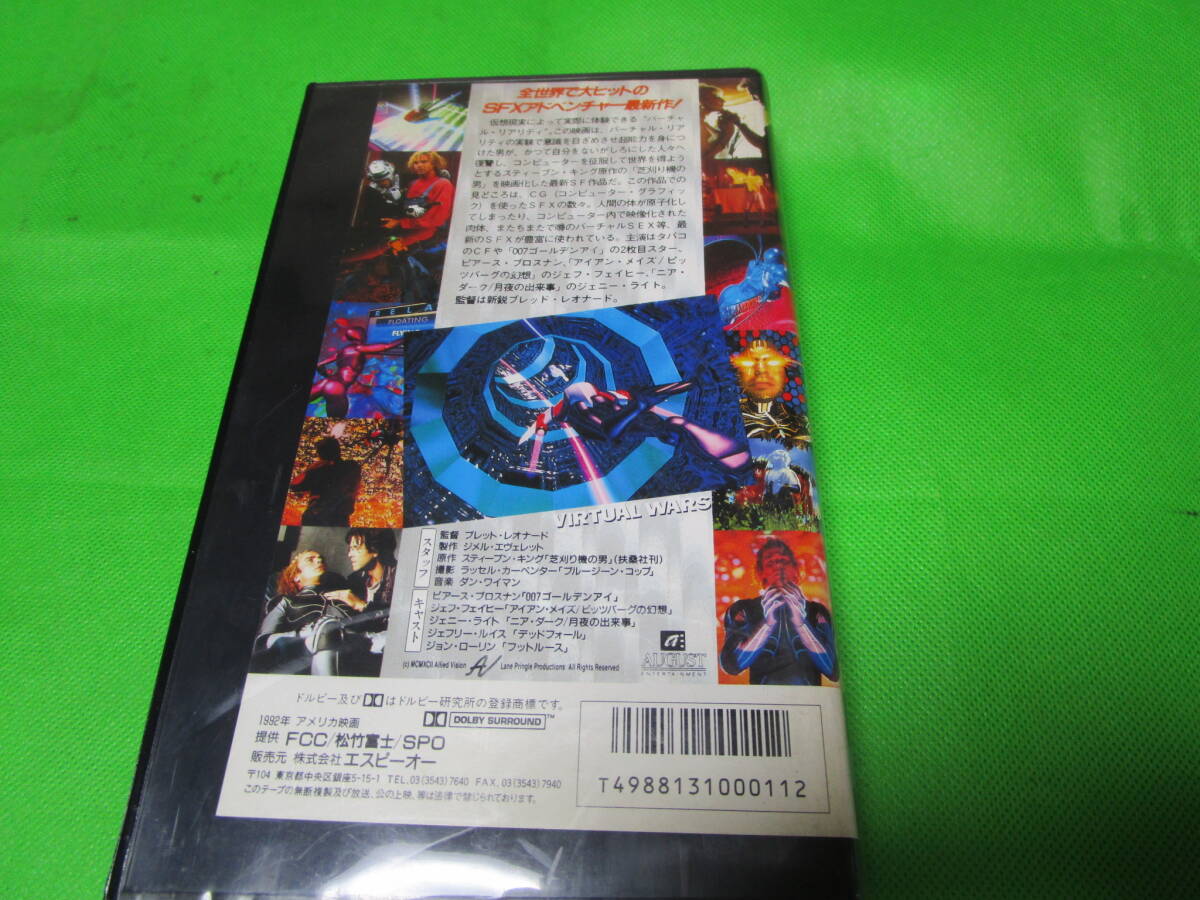 全世界で大ヒットの
SFXアドベンチャー最新作!
仮想現実によって実際に体験できる“バーチャ
ル・リアリティ”。この映画は、バーチャル・リア
リティの実験で意識を目ざめさせ超能力を身につ
けた男が、かつて自分をないがしろにした人々へ
復讐し、コンピューターを征服して世界を得よう
とするスティーブン・キング原作の「芝刈り機の
男」を映画化した最新SF作品だ。この作品での
見どころは、CG(コンピューター・グラフィッ
ク)を使ったSFXの数々。人間の体が原子化し
てしまったり、コンピューター内で映像化された
肉体、またちまたで噂のバーチャルSEX等、最
新のSFXが豊富に使われている。主演はタバコ
のCFや「007ゴールデンアイ」の2枚目スター、
ピアース・ブロスナン、「アイアン・メイズ/ピッ
ツバーグの幻想」のジェフ・フェイヒー、「ニア・
ダーク/月夜の出来事」のジェニー・ライト。
監督は新鋭ブレッド・レオナード。
FLOATING
VIRTUAL WARS
スタッフ
監督 ブレット・レオナード
製作 ジメル・エヴェレット
原作 スティーブン・キング「芝刈り機の男」(扶桑社刊)
撮影 ラッセル・カーペンター「ブルージーン・コップ」
音楽 ダン・ワイマン
キャスト
ピアース・ブロスナン「007ゴールデンアイ」
ジェフ・フェイヒー「アイアン・メイズ/ピッツバーグの幻想」
ジェニー・ライト「ニア・ダーク/月夜の出来事」
ジェフリー・ルイス「デッドフォール」
ジョン・ローリン「フットルース」
(c) MCMXCII Allied Vision Lane Pringle Productions All Rights Reserved
AUGUST
ENTERTAINMENT
ドルビー及びDDはドルビー研究所の登録商標です。
DOLBY SURROUND™
1992年 アメリカ映画
提供 FCC/松竹富士/SPO
販売元 株式会社エスピーオー
〒104 東京都中央区銀座5-15-1 TEL.03(3543)7640 FAX.03(3543)7940
このテープの無断複製及び放送、公の上映、等は法律で禁じられております。
T4988131000112